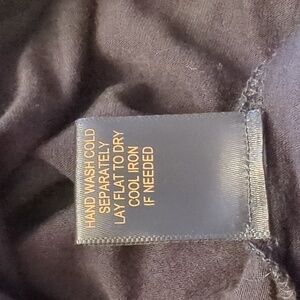 HAND WASH COLD
SEPARATELY
LAY FLAT TO DRY
COOL IRON
IF NEEDED